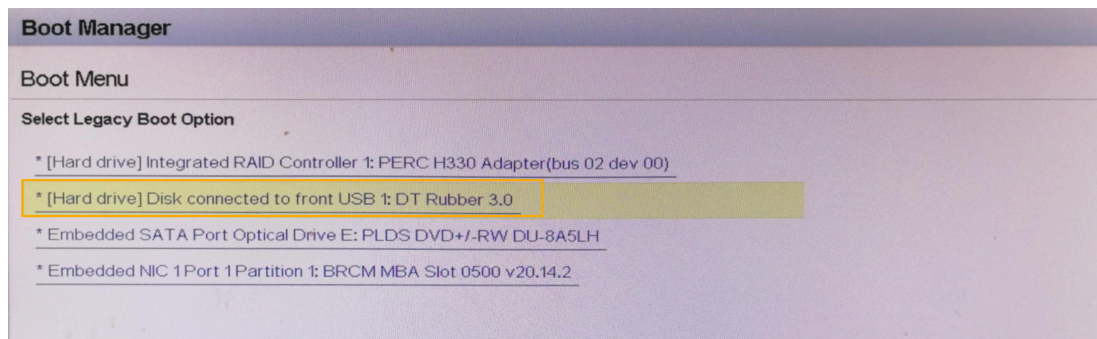 Boot Manager
Boot Menu
Select Legacy Boot Option
* [Hard drive] Integrated RAID Controller 1: PERC H330 Adapter(bus 02 dev 00)
* [Hard drive] Disk connected to front USB 1: DT Rubber 3.0
* Embedded SATA Port Optical Drive E: PLDS DVD+/-RW DU-8A5LH
* Embedded NIC 1 Port 1 Partition 1: BRCM MBA Slot 0500 v20.14.2